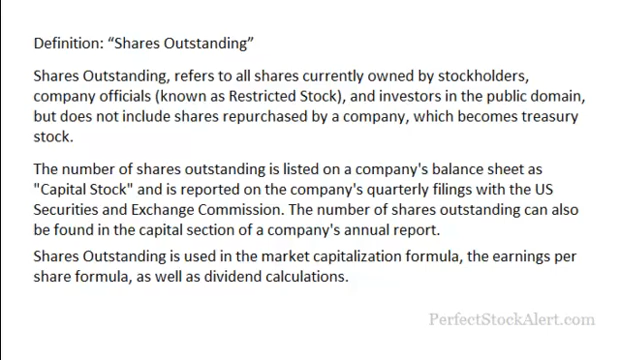 Definition: “Shares Outstanding”
Shares Outstanding, refers to all shares currently owned by stockholders,
company officials (known as Restricted Stock), and investors in the public domain,
but does not include shares repurchased by a company, which becomes treasury
stock.
The number of shares outstanding is listed on a company's balance sheet as
"Capital Stock" and is reported on the company's quarterly filings with the US
Securities and Exchange Commission. The number of shares outstanding can also
be found in the capital section of a company's annual report.
Shares Outstanding is used in the market capitalization formula, the earnings per
share formula, as well as dividend calculations.
PerfectStockAlert.com